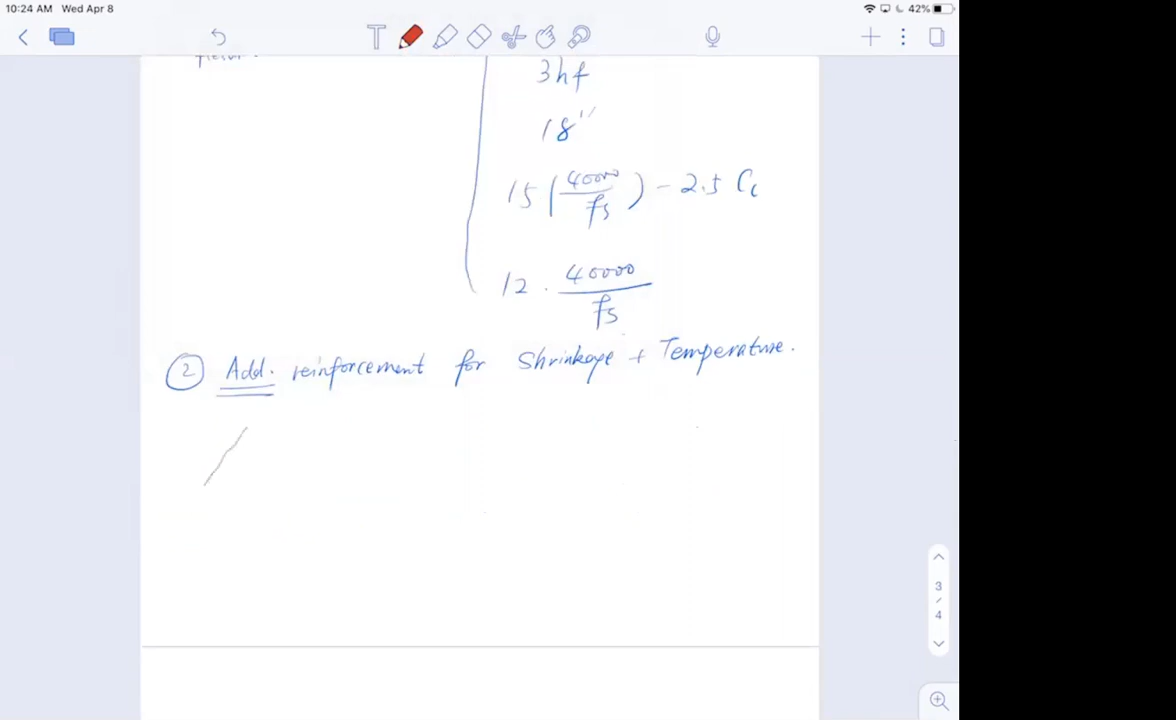 10:24 AM Wed Apr 8
42%
3hf
18"
15 (40000/fs) - 2.5 Cc
12 . 40000/fs
② Add. reinforcement for Shrinkage + Temperature.
3
/
4